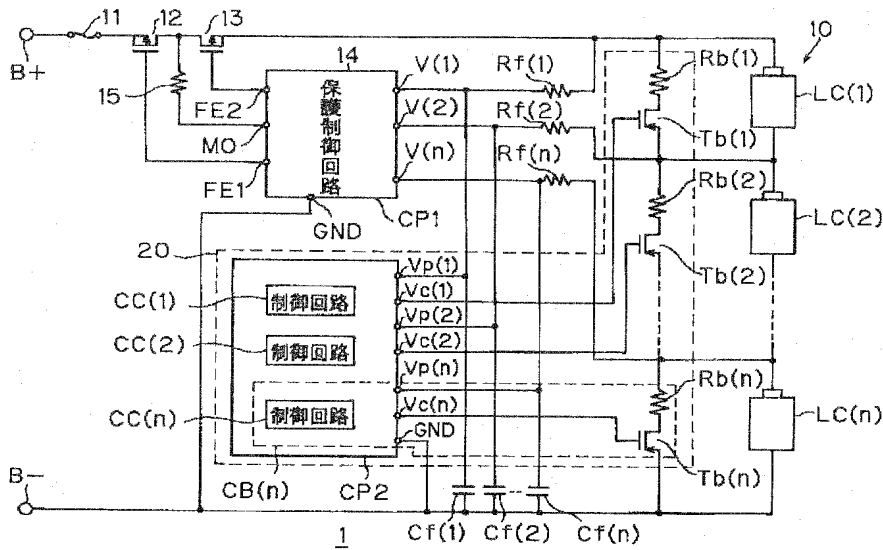 11
12
13
B+
14
V(1)
Rf(1)
Rb(1)
10
LC(1)
15
FE2
MO
FE1
保護制御回路
V(2)
Rf(2)
V(n)
Rf(n)
Tb(1)
Rb(2)
LC(2)
GND
CP1
20
Tb(2)
Vp(1)
CC(1)
制御回路
Vc(1)
Vp(2)
CC(2)
制御回路
Vc(2)
Vp(n)
Rb(n)
CC(n)
制御回路
Vc(n)
LC(n)
GND
B-
CB(n)
CP2
Tb(n)
1
Cf(1)
Cf(2)
Cf(n)